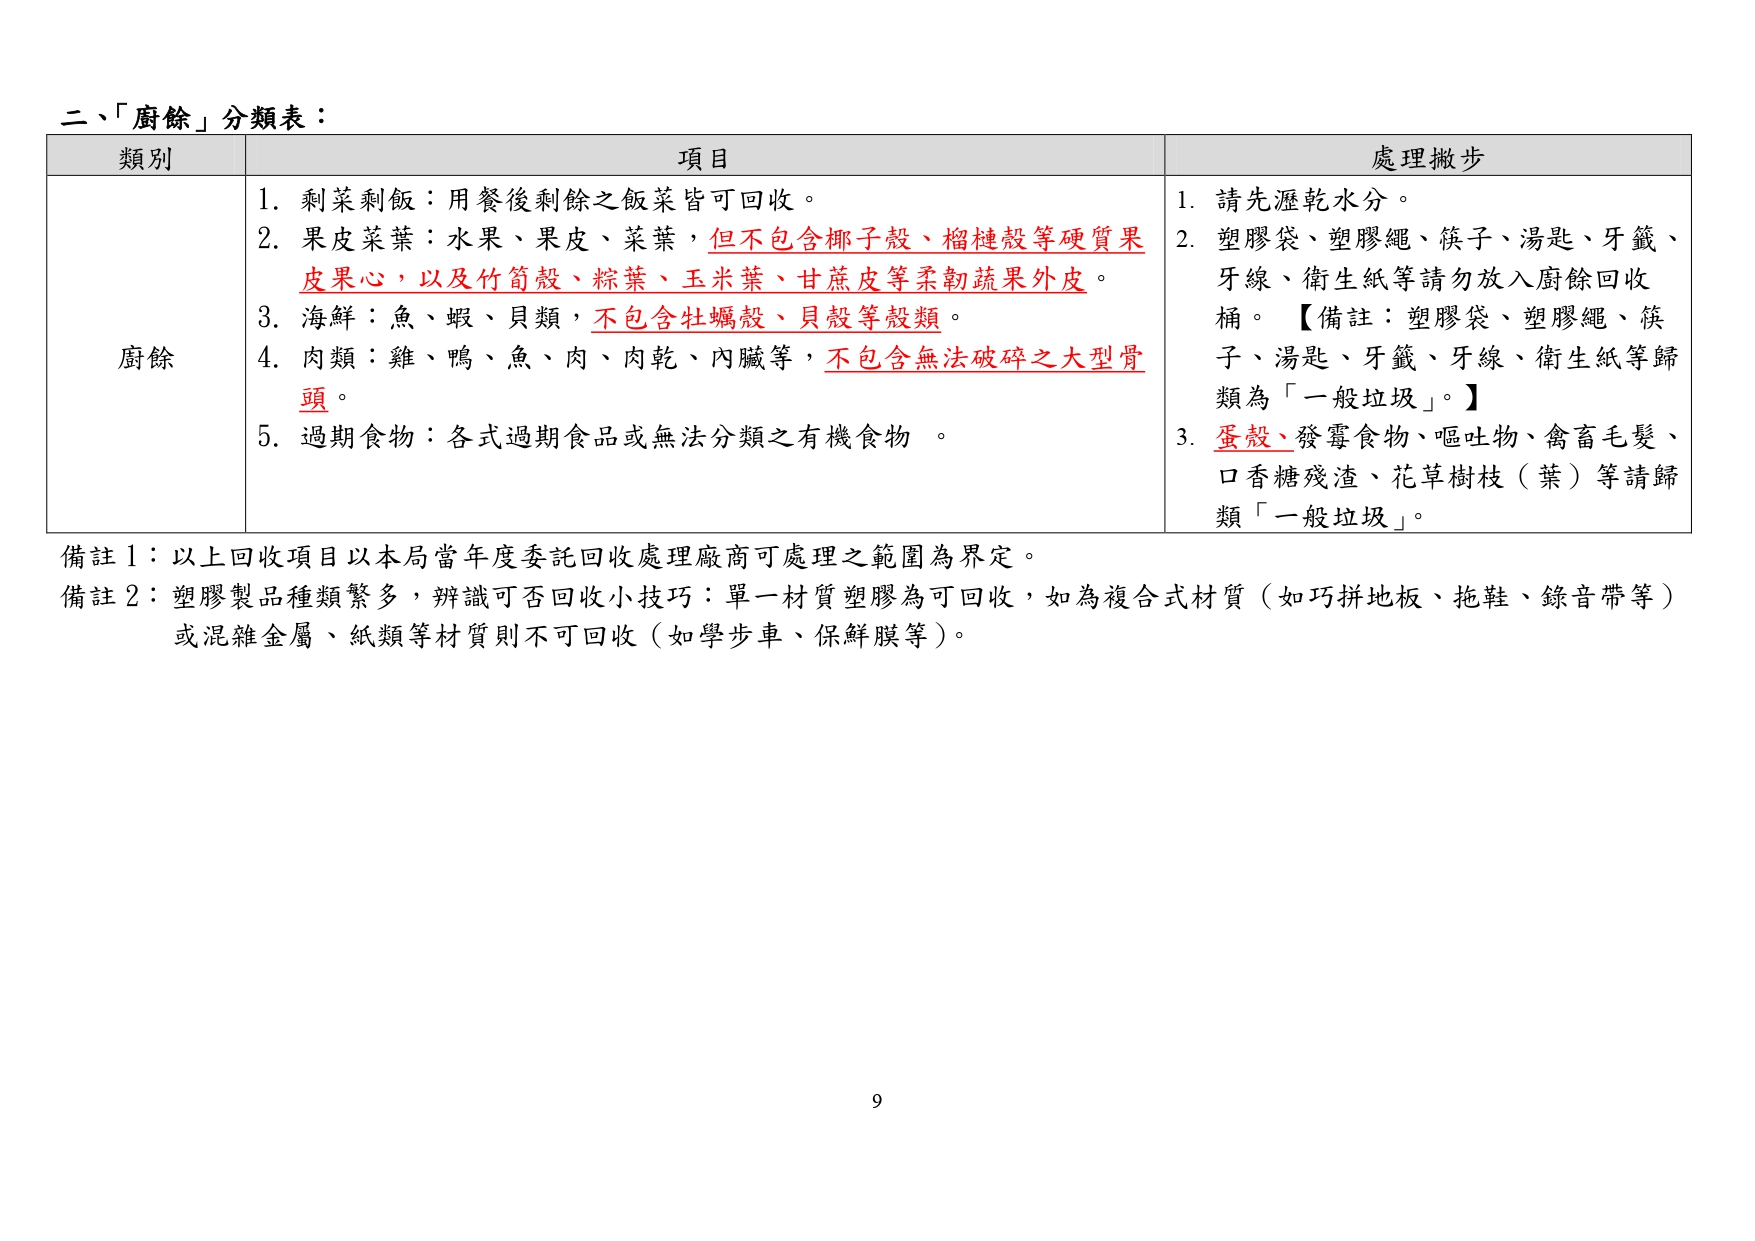 二、「廚餘」分類表：
類別
項目
處理撇步
廚餘
1. 剩菜剩飯：用餐後剩餘之飯菜皆可回收。
2. 果皮菜葉：水果、果皮、菜葉，但不包含椰子殼、榴槤殼等硬質果
皮果心，以及竹筍殼、粽葉、玉米葉、甘蔗皮等柔韌蔬果外皮。
3. 海鮮：魚、蝦、貝類，不包含牡蠣殼、貝殼等殼類。
4. 肉類：雞、鴨、魚、肉、肉乾、內臟等，不包含無法破碎之大型骨
頭。
5. 過期食物：各式過期食品或無法分類之有機食物 。
1. 請先瀝乾水分。
2. 塑膠袋、塑膠繩、筷子、湯匙、牙籤、
牙線、衛生紙等請勿放入廚餘回收
桶。 【備註：塑膠袋、塑膠繩、筷
子、湯匙、牙籤、牙線、衛生紙等歸
類為「一般垃圾」。】
3. 蛋殼、發霉食物、嘔吐物、禽畜毛髮、
口香糖殘渣、花草樹枝（葉）等請歸
類「一般垃圾」。
備註 1：以上回收項目以本局當年度委託回收處理廠商可處理之範圍為界定。
備註 2：塑膠製品種類繁多，辨識可否回收小技巧：單一材質塑膠為可回收，如為複合式材質（如巧拼地板、拖鞋、錄音帶等）
或混雜金屬、紙類等材質則不可回收（如學步車、保鮮膜等）。
9